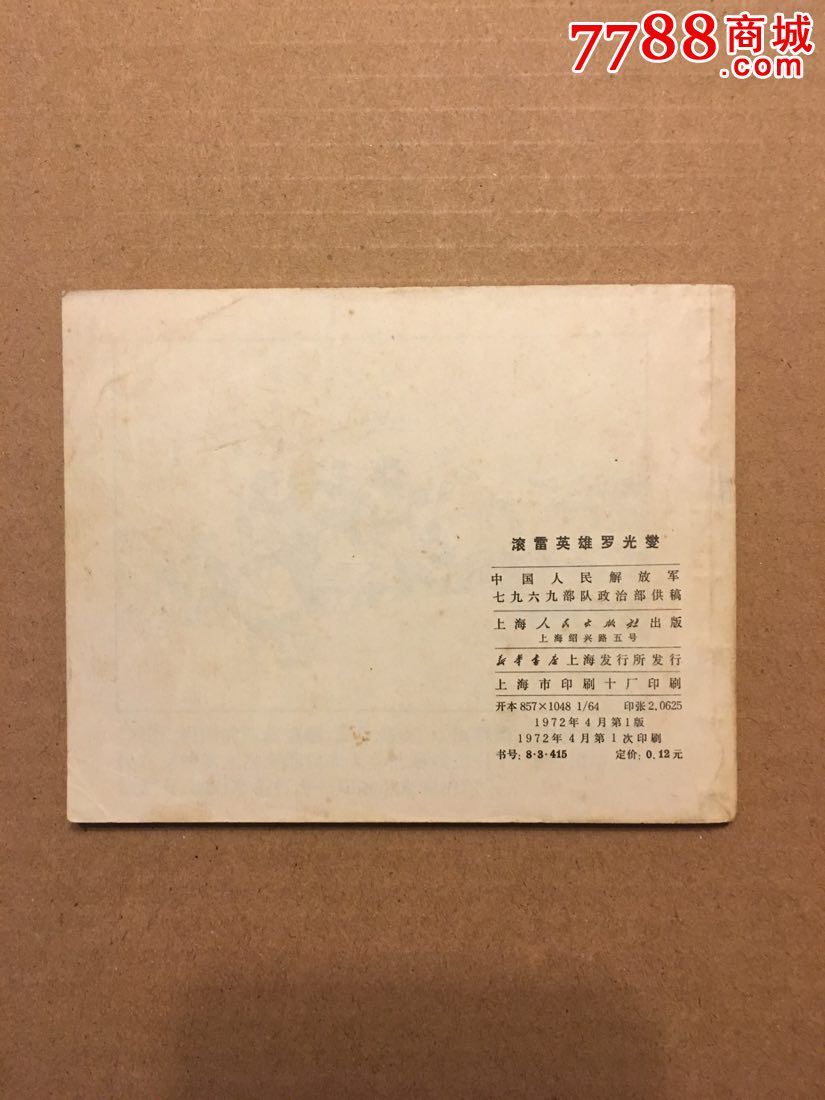 7788商城
.com
滚雷英雄罗光燮
中国人民解放军
七九六九部队政治部供稿
上海人民出版社出版
上海绍兴路五号
新华书店上海发行所发行
上海市印刷十厂印刷
开本 857×1048 1/64 印张 2.0625
1972年4月第1版
1972年4月第1次印刷
书号: 8·3·415 定价: 0.12元